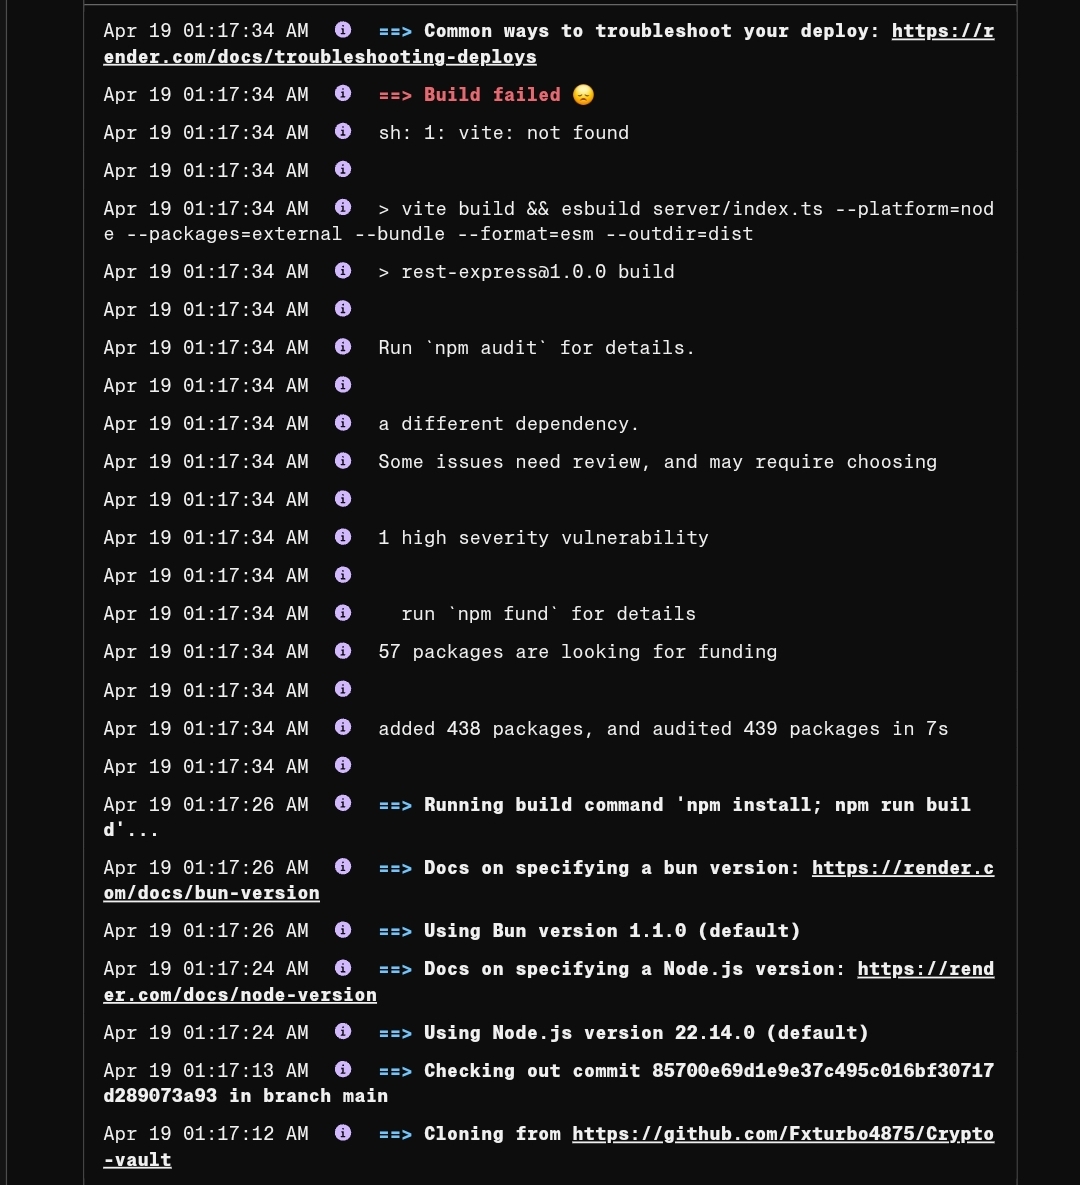 Apr 19 01:17:34 AM ==> Common ways to troubleshoot your deploy: https://r
ender.com/docs/troubleshooting-deploys
Apr 19 01:17:34 AM ==> Build failed 😞
Apr 19 01:17:34 AM sh: 1: vite: not found
Apr 19 01:17:34 AM
Apr 19 01:17:34 AM > vite build && esbuild server/index.ts --platform=nod
e --packages=external --bundle --format=esm --outdir=dist
Apr 19 01:17:34 AM > rest-express@1.0.0 build
Apr 19 01:17:34 AM
Apr 19 01:17:34 AM Run `npm audit` for details.
Apr 19 01:17:34 AM
Apr 19 01:17:34 AM a different dependency.
Apr 19 01:17:34 AM Some issues need review, and may require choosing
Apr 19 01:17:34 AM
Apr 19 01:17:34 AM 1 high severity vulnerability
Apr 19 01:17:34 AM
Apr 19 01:17:34 AM run `npm fund` for details
Apr 19 01:17:34 AM 57 packages are looking for funding
Apr 19 01:17:34 AM
Apr 19 01:17:34 AM added 438 packages, and audited 439 packages in 7s
Apr 19 01:17:34 AM
Apr 19 01:17:26 AM ==> Running build command 'npm install; npm run buil
d'...
Apr 19 01:17:26 AM ==> Docs on specifying a bun version: https://render.c
om/docs/bun-version
Apr 19 01:17:26 AM ==> Using Bun version 1.1.0 (default)
Apr 19 01:17:24 AM ==> Docs on specifying a Node.js version: https://rend
er.com/docs/node-version
Apr 19 01:17:24 AM ==> Using Node.js version 22.14.0 (default)
Apr 19 01:17:13 AM ==> Checking out commit 85700e69d1e9e37c495c016bf30717
d289073a93 in branch main
Apr 19 01:17:12 AM ==> Cloning from https://github.com/Fxturbo4875/Crypto
-vault